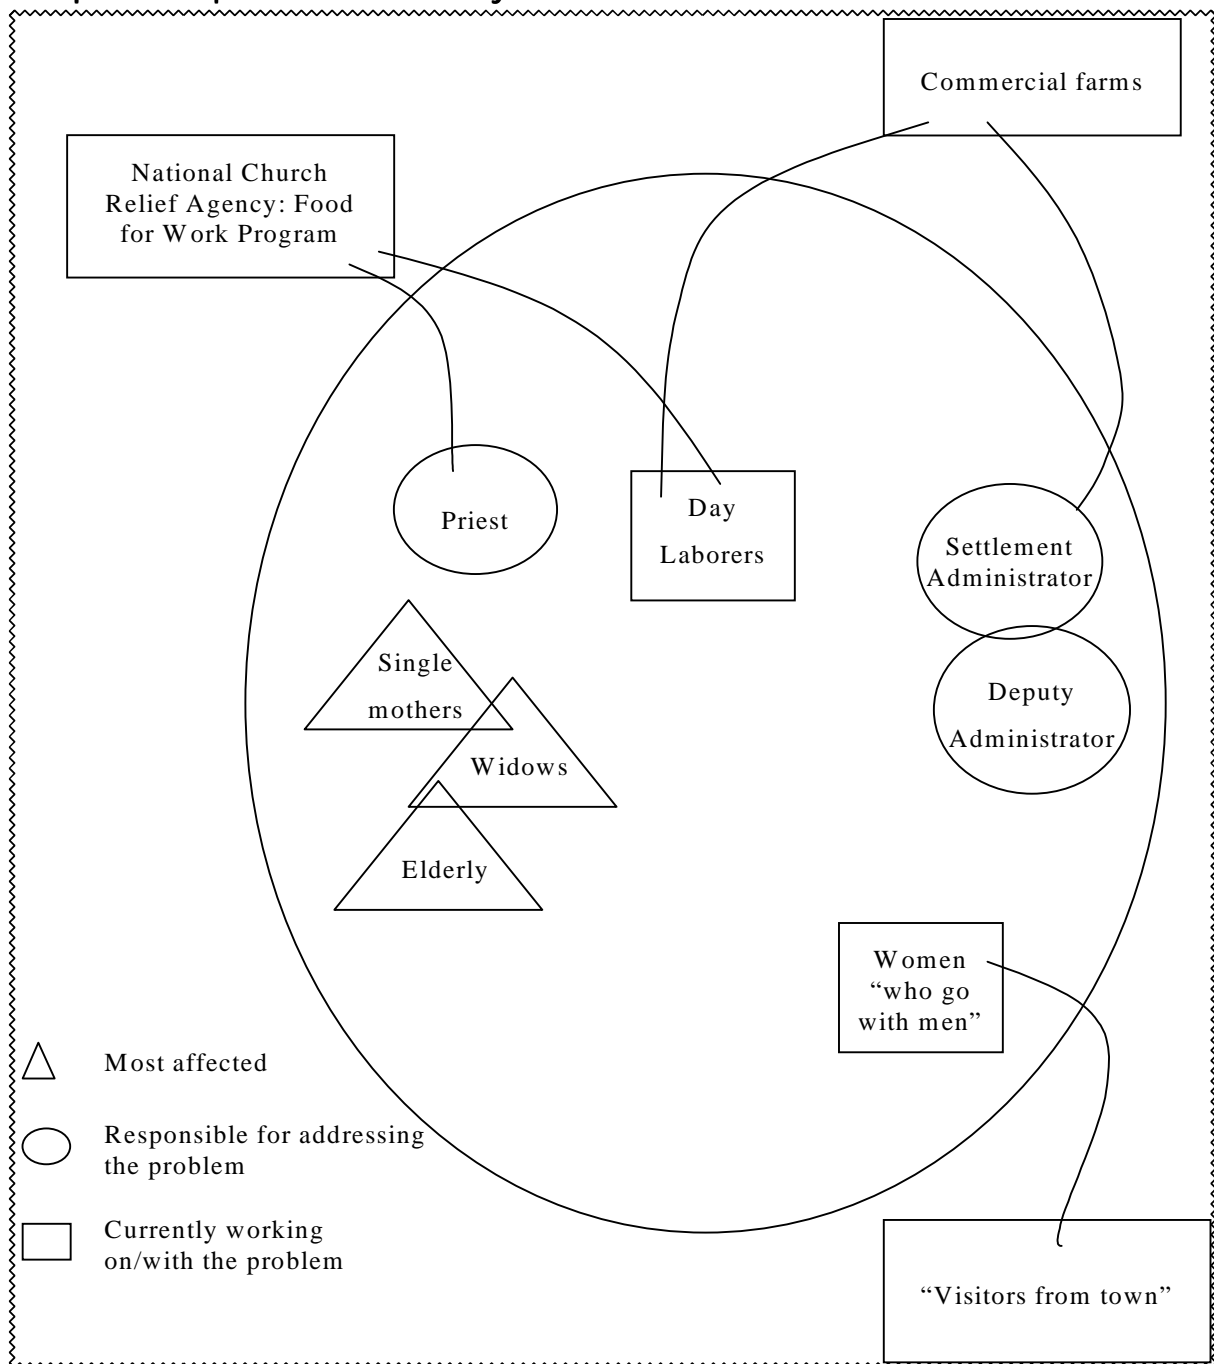 Commercial farms
National Church
Relief Agency: Food
for Work Program
Priest
Day
Laborers
Settlement
Administrator
Single
mothers
Deputy
Administrator
Widows
Elderly
Women
“who go
with men”
Most affected
Responsible for addressing
the problem
Currently working
on/with the problem
“Visitors from town”